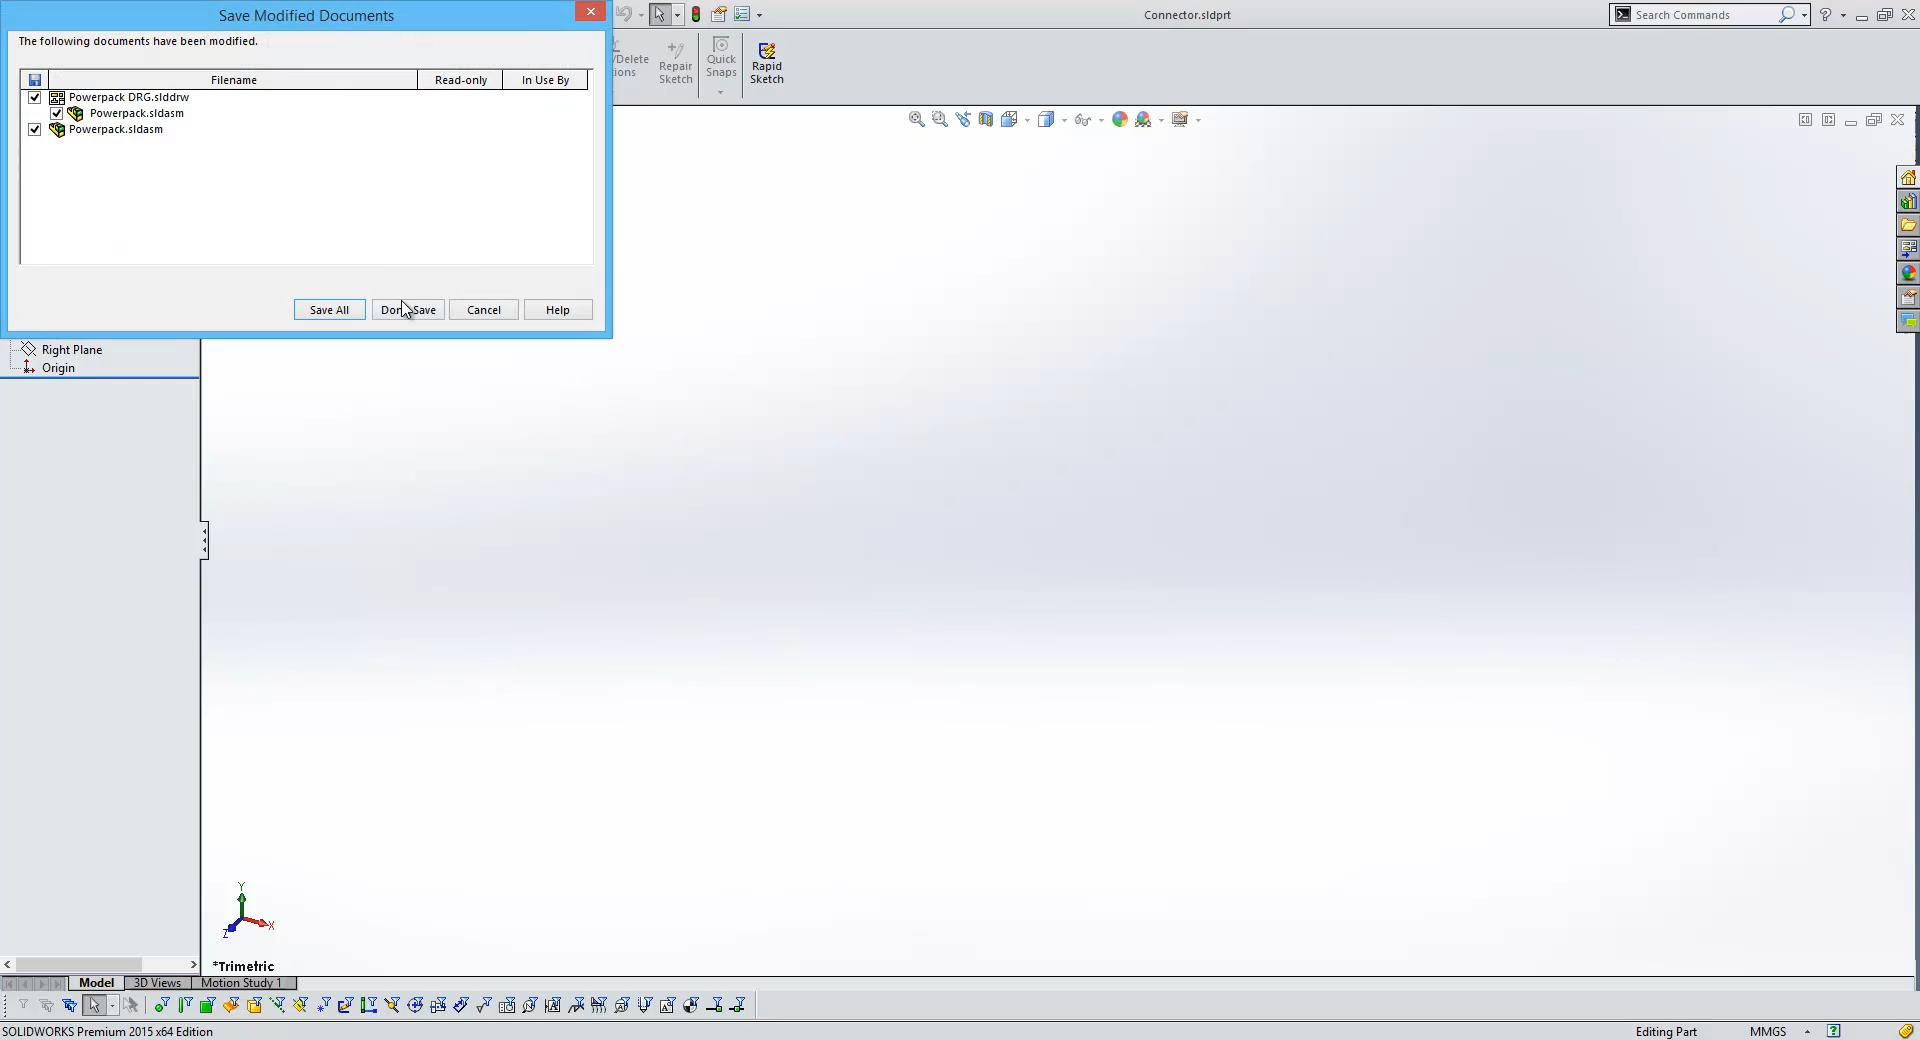 Save Modified Documents
Connector.sldprt
Search Commands
The following documents have been modified.
Filename Read-only In Use By
Powerpack DRG.slddrw
Powerpack.sldasm
Powerpack.sldasm
Save All
Save
Cancel
Help
/Delete
Repair Sketch
Quick Snaps
Rapid Sketch
Right Plane
Origin
Y
X
Z
*Trimetric
Model
3D Views
Motion Study 1
SOLIDWORKS Premium 2015 x64 Edition
Editing Part
MMGS